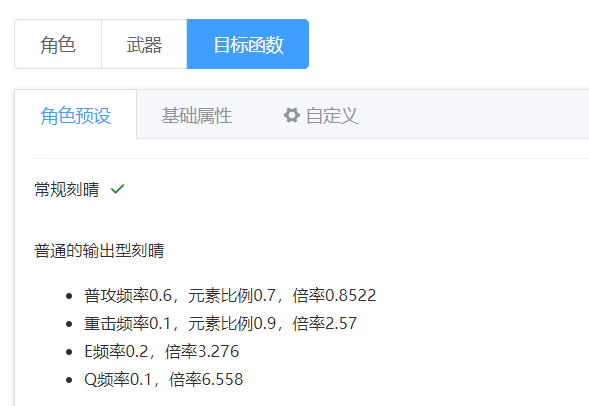 角色 武器 目标函数
角色预设 基础属性 自定义
常规刻晴
普通的输出型刻晴
普攻频率0.6，元素比例0.7，倍率0.8522
重击频率0.1，元素比例0.9，倍率2.57
E频率0.2，倍率3.276
Q频率0.1，倍率6.558